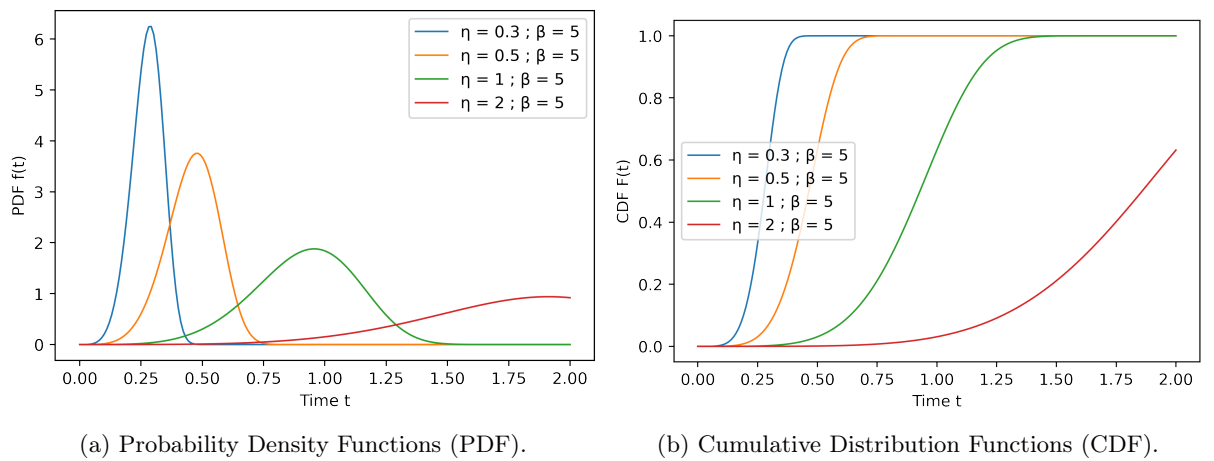 6
5
4
3
2
1
0
PDF f(t)
0.00 0.25 0.50 0.75 1.00 1.25 1.50 1.75 2.00
Time t
η = 0.3 ; β = 5
η = 0.5 ; β = 5
η = 1 ; β = 5
η = 2 ; β = 5
(a) Probability Density Functions (PDF).
1.0
0.8
0.6
0.4
0.2
0.0
CDF F(t)
η = 0.3 ; β = 5
η = 0.5 ; β = 5
η = 1 ; β = 5
η = 2 ; β = 5
0.00 0.25 0.50 0.75 1.00 1.25 1.50 1.75 2.00
Time t
(b) Cumulative Distribution Functions (CDF).